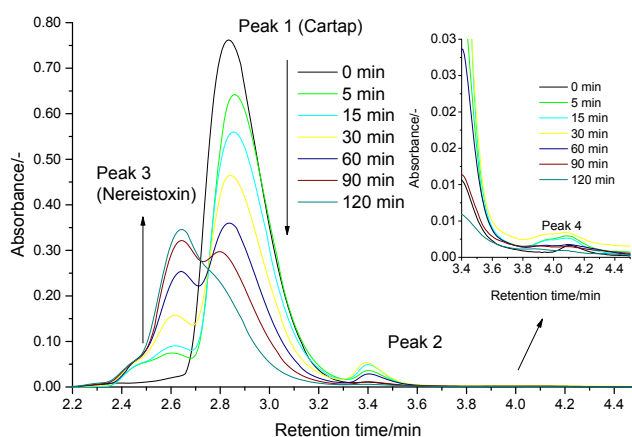 Peak 1 (Cartap)
0 min
5 min
15 min
30 min
60 min
90 min
120 min
Peak 3
(Nereistoxin)
Peak 2
Absorbance/-
0.80
0.70
0.60
0.50
0.40
0.30
0.20
0.10
0.00
2.2 2.4 2.6 2.8 3.0 3.2 3.4 3.6 3.8 4.0 4.2 4.4
Retention time/min
Absorbance/-
0.03
0.03
0.02
0.01
0.01
0.00
0 min
5 min
15 min
30 min
60 min
90 min
120 min
Peak 4
3.4 3.6 3.8 4.0 4.2 4.4
Retention time/min